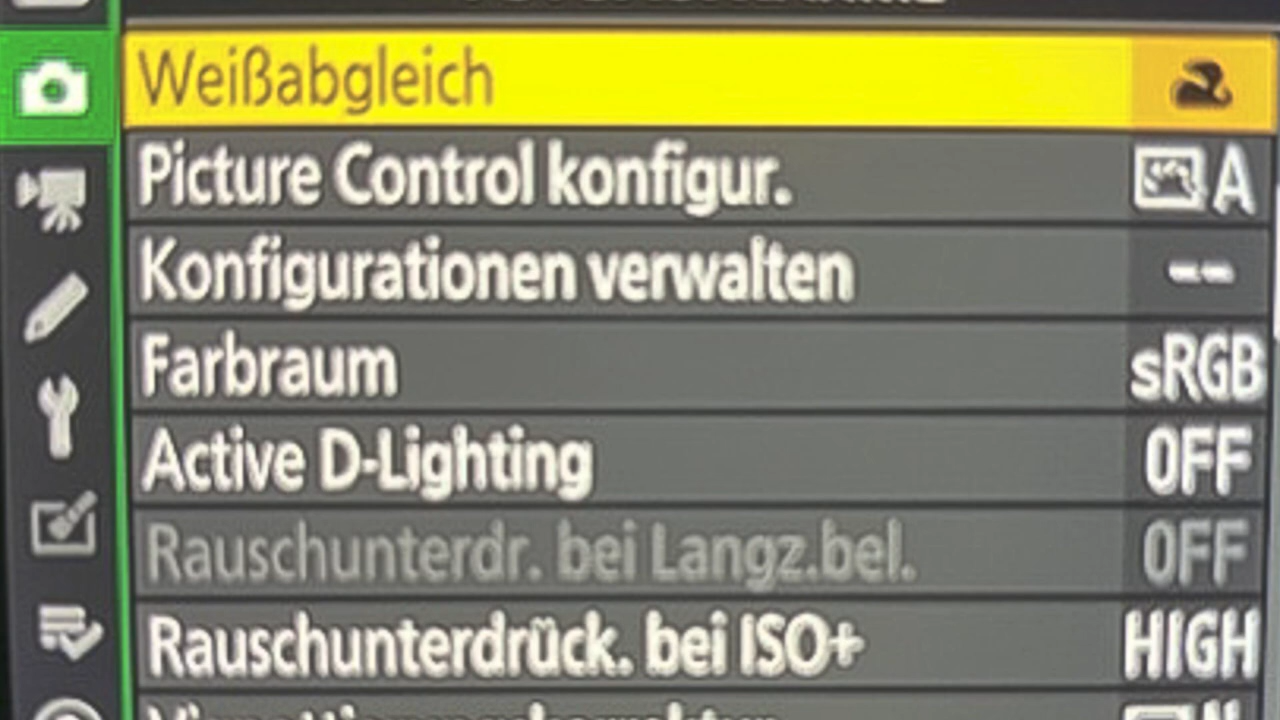 Weißabgleich
Picture Control konfigur. A
Konfigurationen verwalten --
Farbraum sRGB
Active D-Lighting OFF
Rauschunterdr. bei Langz.bel. OFF
Rauschunterdrück. bei ISO+ HIGH